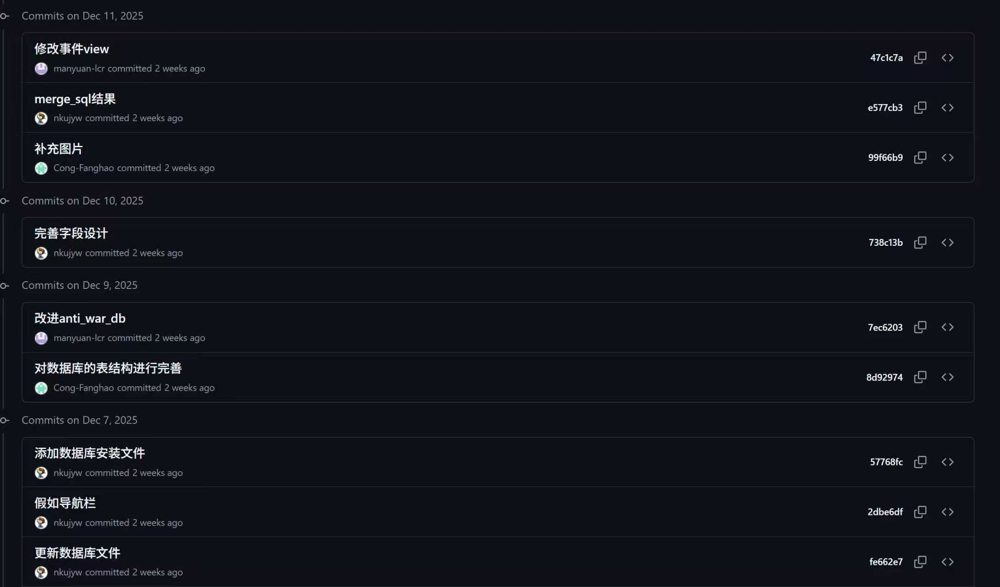 Commits on Dec 11, 2025
修改事件view
47c1c7a
manyuan-lcr committed 2 weeks ago
merge_sql结果
e577cb3
nkujyw committed 2 weeks ago
补充图片
99f66b9
Cong-Fanghao committed 2 weeks ago
Commits on Dec 10, 2025
完善字段设计
738c13b
nkujyw committed 2 weeks ago
Commits on Dec 9, 2025
改进anti_war_db
7ec6203
manyuan-lcr committed 2 weeks ago
对数据库的表结构进行完善
8d92974
Cong-Fanghao committed 2 weeks ago
Commits on Dec 7, 2025
添加数据库安装文件
57768fc
nkujyw committed 2 weeks ago
假如导航栏
2dbe6df
nkujyw committed 2 weeks ago
更新数据库文件
fe662e7
nkujyw committed 2 weeks ago